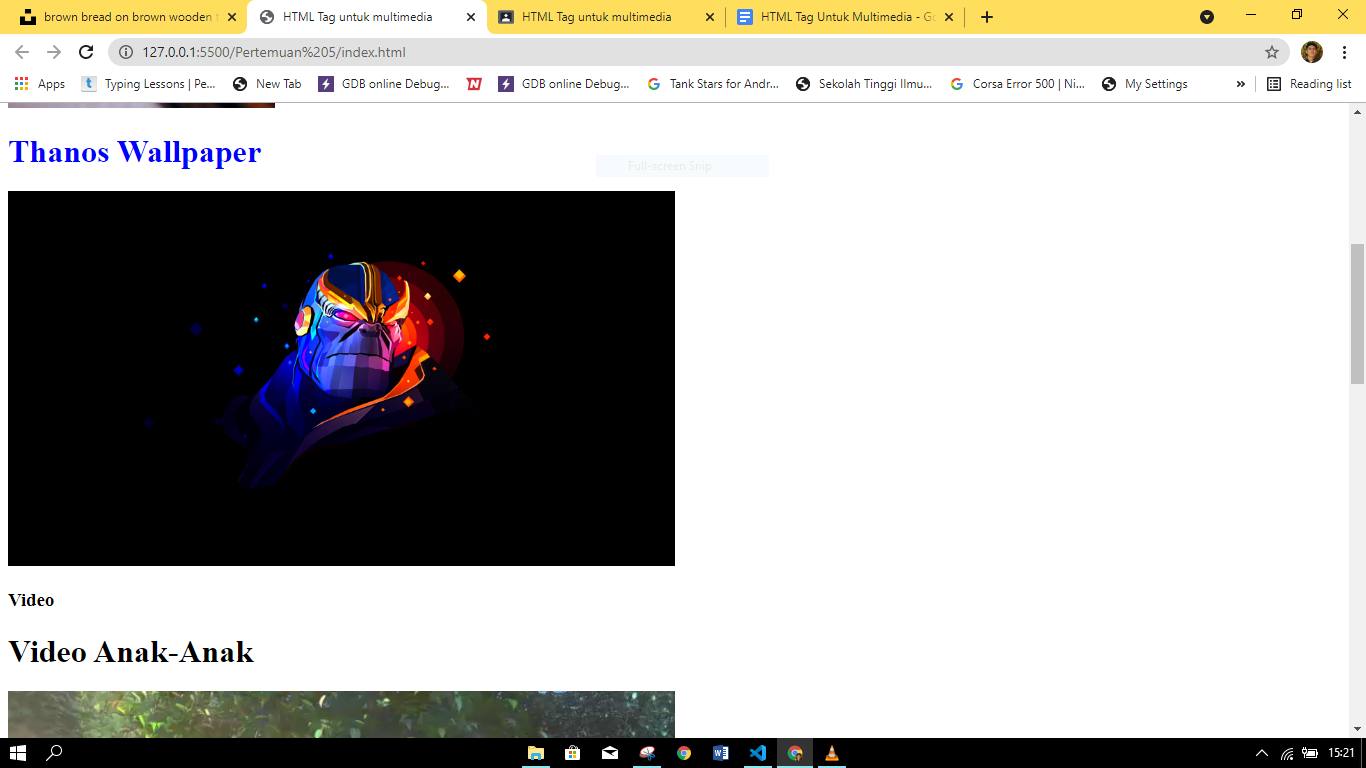 brown bread on brown wooden
HTML Tag untuk multimedia
HTML Tag untuk multimedia
HTML Tag Untuk Multimedia - Go
127.0.0.1:5500/Pertemuan%205/index.html
Apps
Typing Lessons | Pe...
New Tab
GDB online Debug...
GDB online Debug...
Tank Stars for Andr...
Sekolah Tinggi Ilmu...
Corsa Error 500 | Ni...
My Settings
Reading list
Thanos Wallpaper
Full-screen Snip
Video
Video Anak-Anak
15:21